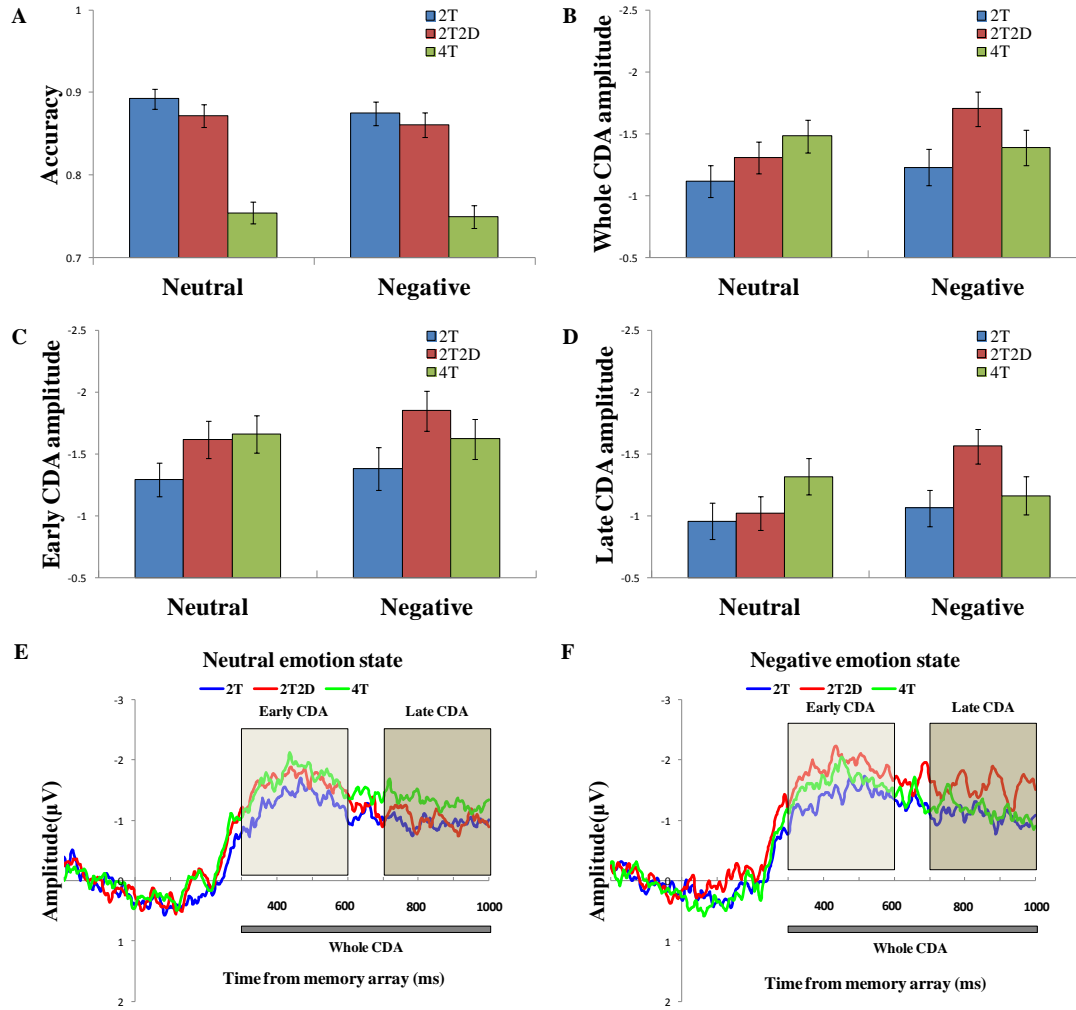 A
Accuracy
1
0.9
0.8
0.7
2T
2T2D
4T
Neutral
Negative
B
Whole CDA amplitude
-2.5
-2
-1.5
-1
-0.5
2T
2T2D
4T
Neutral
Negative
C
Early CDA amplitude
-2.5
-2
-1.5
-1
-0.5
2T
2T2D
4T
Neutral
Negative
D
Late CDA amplitude
-2.5
-2
-1.5
-1
-0.5
2T
2T2D
4T
Neutral
Negative
E
Neutral emotion state
2T 2T2D 4T
Early CDA Late CDA
Amplitude(µV)
-3
-2
-1
0
1
2
400 600 800 1000
Whole CDA
Time from memory array (ms)
F
Negative emotion state
2T 2T2D 4T
Early CDA Late CDA
Amplitude(µV)
-3
-2
-1
0
1
2
400 600 800 1000
Whole CDA
Time from memory array (ms)